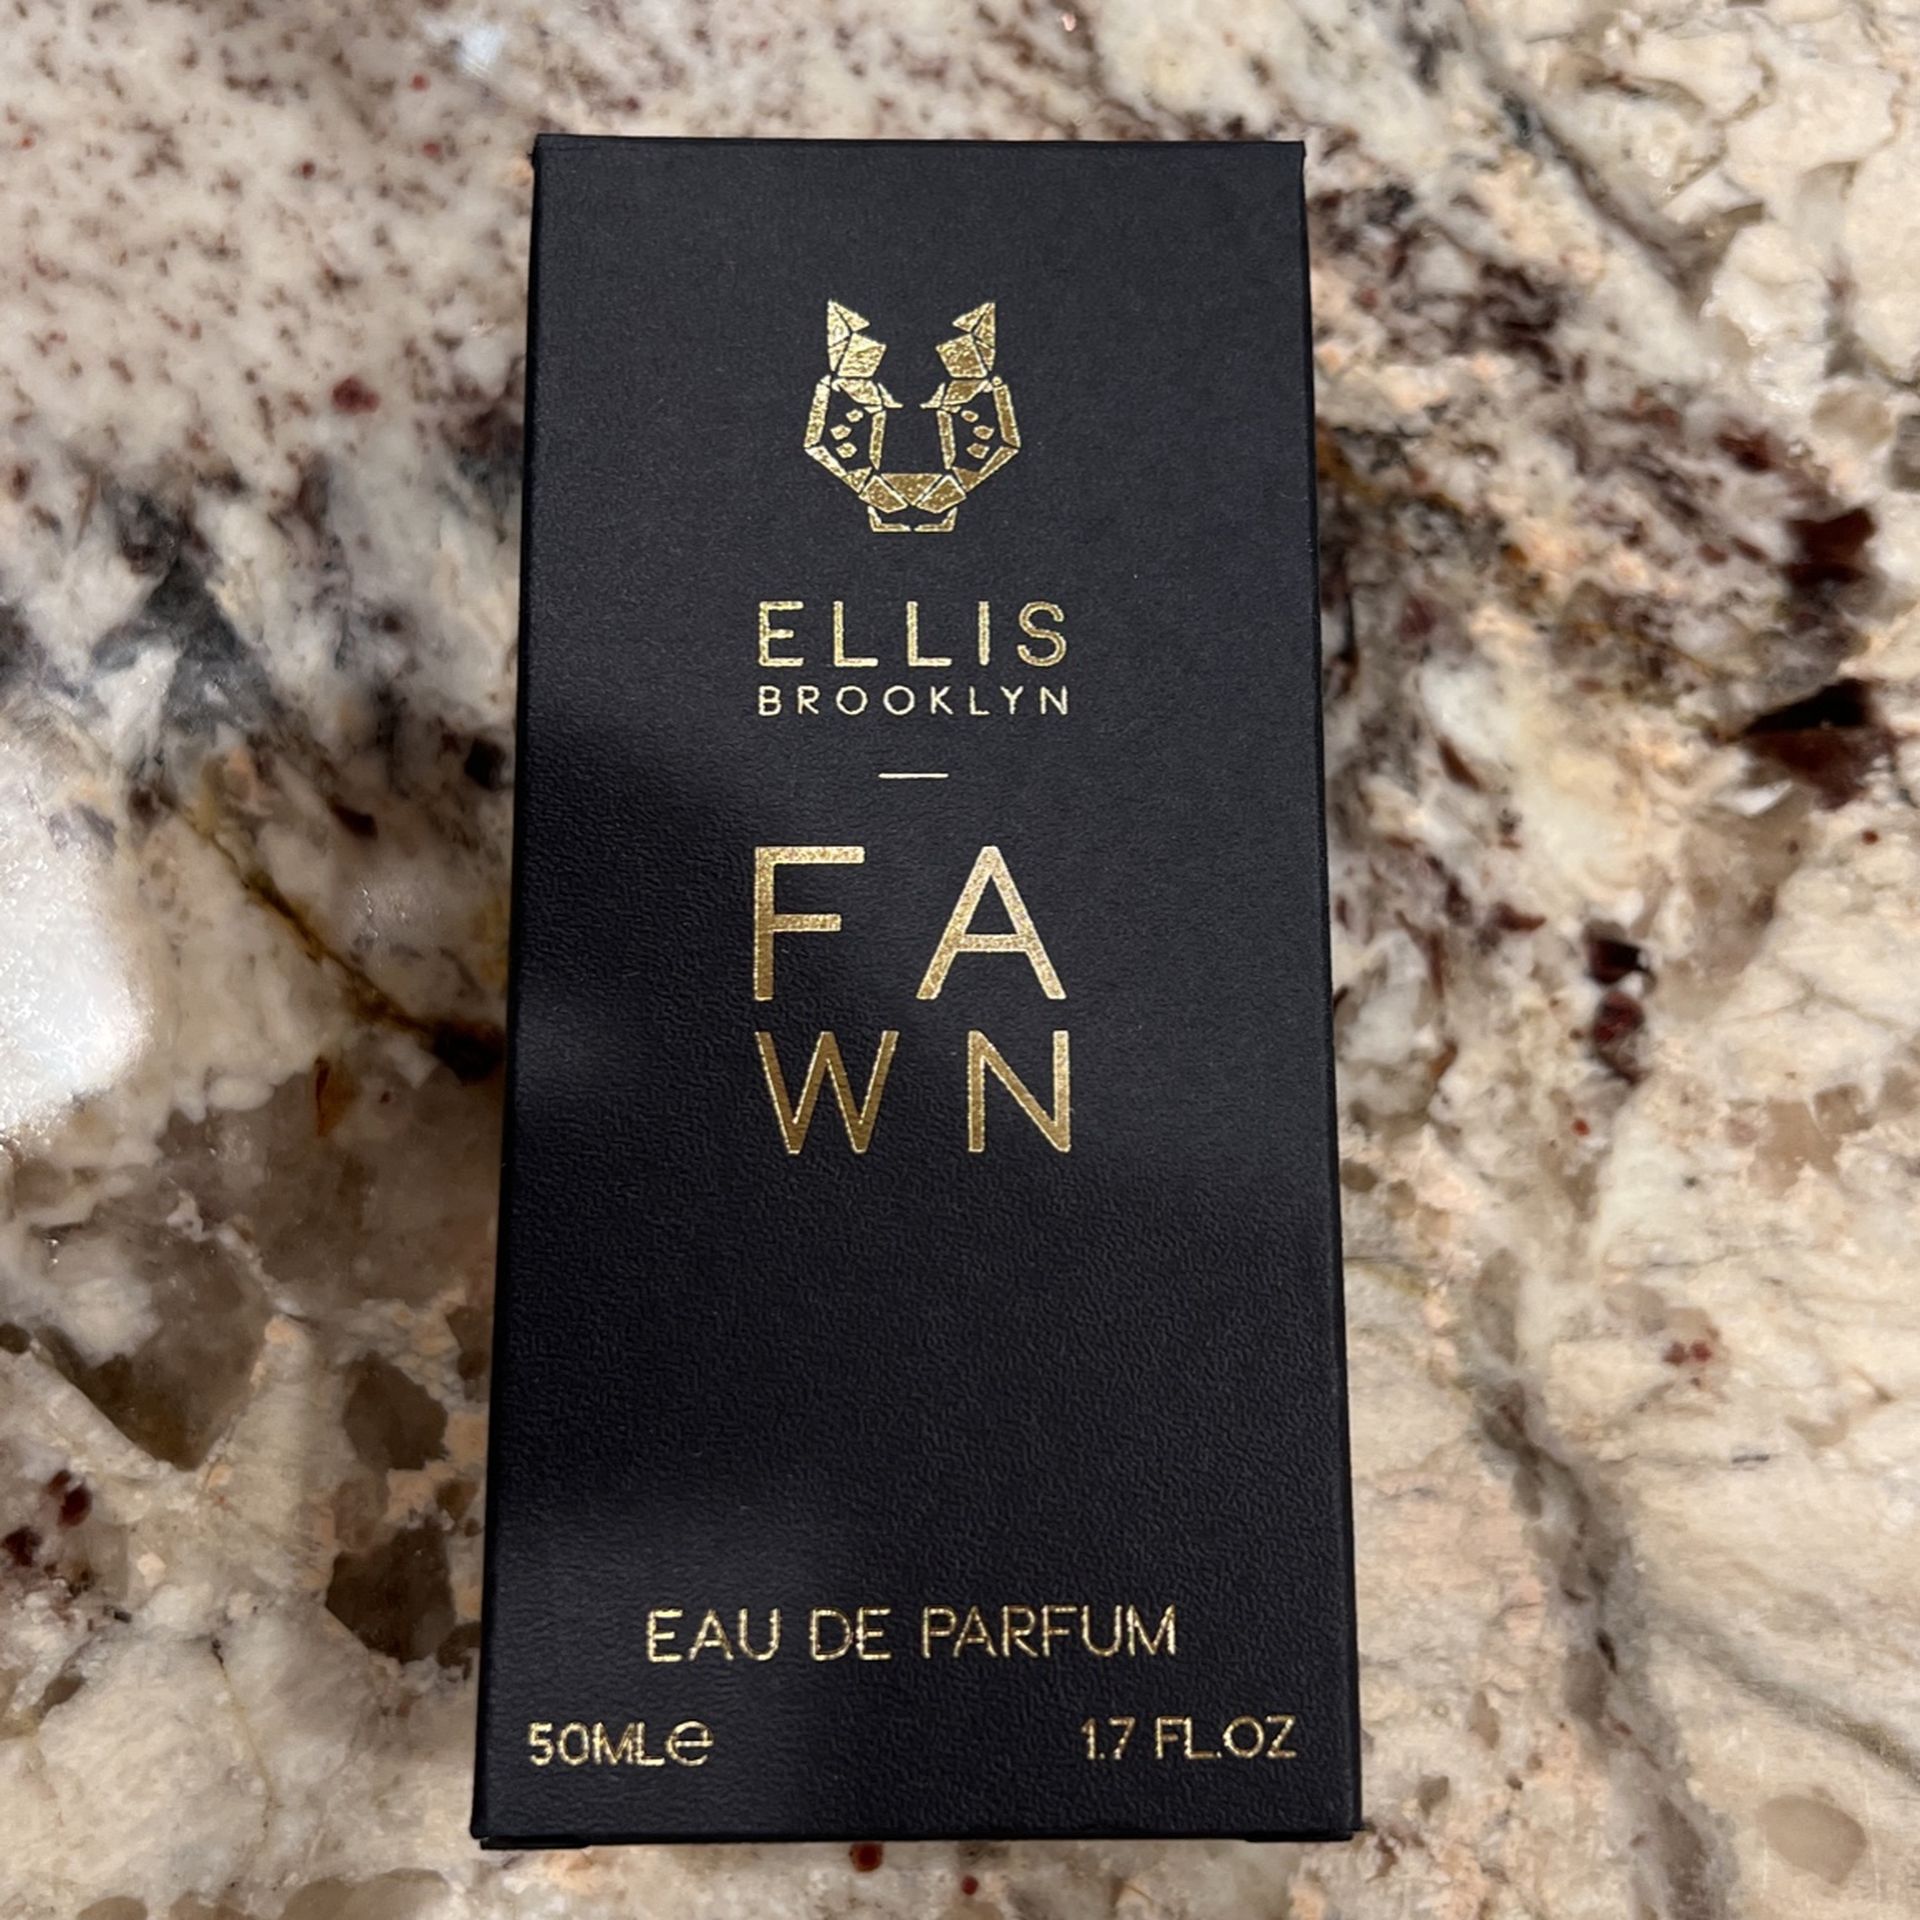 ELLIS
BROOKLYN
FA
WN
EAU DE PARFUM
50ML℮ 1.7 FL.OZ